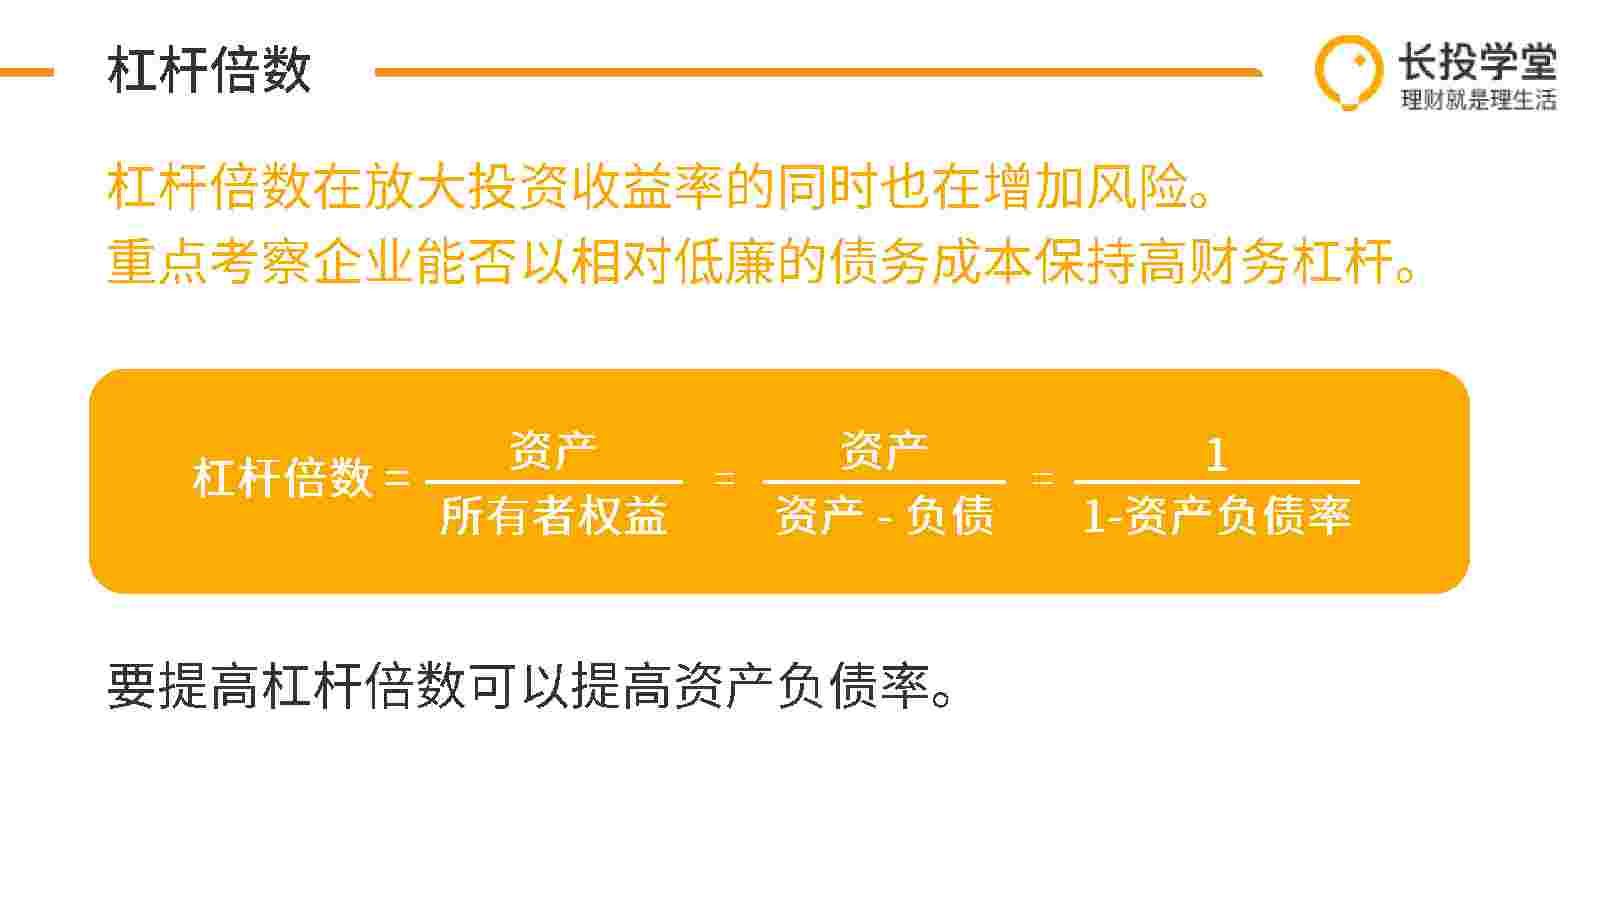 杠杆倍数
长投学堂
理财就是理生活
杠杆倍数在放大投资收益率的同时也在增加风险。
重点考察企业能否以相对低廉的债务成本保持高财务杠杆。
杠杆倍数 = 资产 / 所有者权益 = 资产 / 资产 - 负债 = 1 / 1-资产负债率
要提高杠杆倍数可以提高资产负债率。